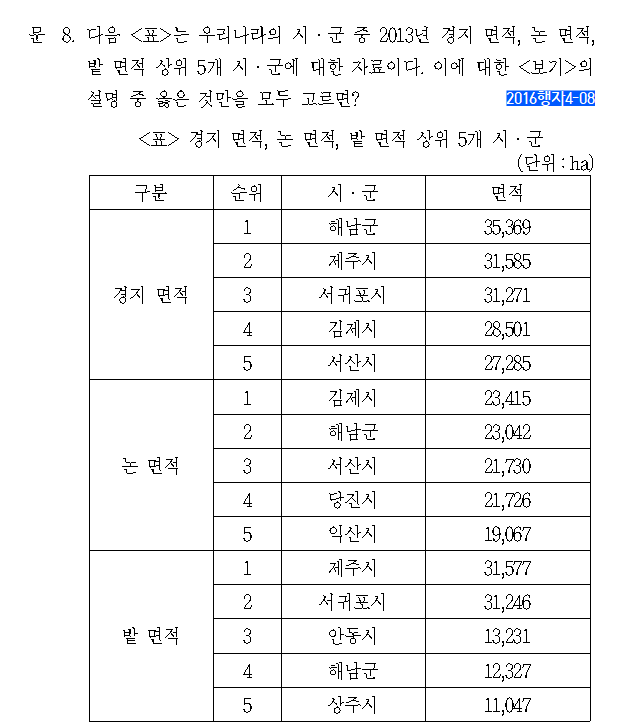 문 8. 다음 <표>는 우리나라의 시·군 중 2013년 경지 면적, 논 면적,
밭 면적 상위 5개 시·군에 대한 자료이다. 이에 대한 <보기>의
설명 중 옳은 것만을 모두 고르면?
2016행자4-08
<표> 경지 면적, 논 면적, 밭 면적 상위 5개 시·군
(단위:ha)
구분 순위 시·군 면적
경지 면적
1 해남군 35,369
2 제주시 31,585
3 서귀포시 31,271
4 김제시 28,501
5 서산시 27,285
논 면적
1 김제시 23,415
2 해남군 23,042
3 서산시 21,730
4 당진시 21,726
5 익산시 19,067
밭 면적
1 제주시 31,577
2 서귀포시 31,246
3 안동시 13,231
4 해남군 12,327
5 상주시 11,047